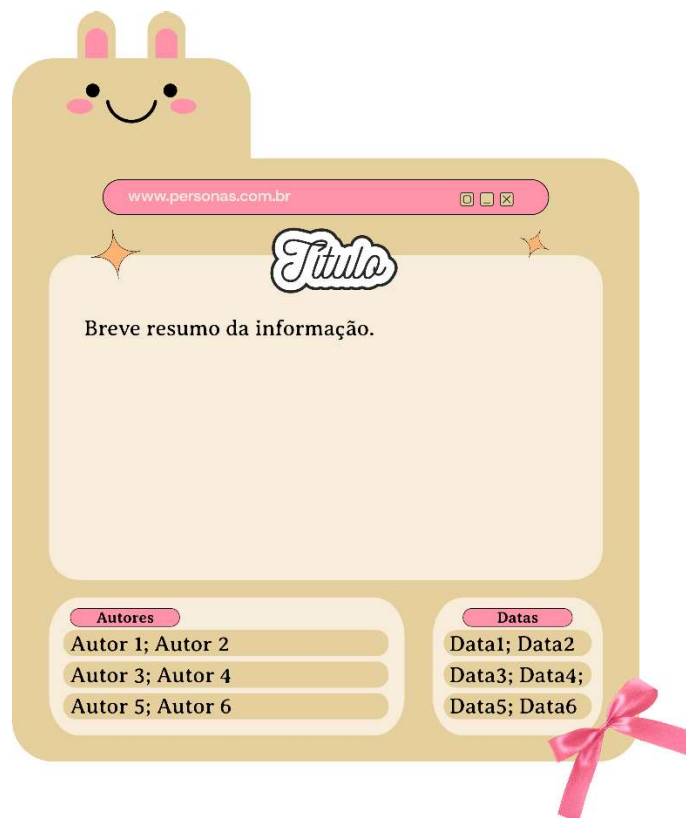 www.personas.com.br
Título
Breve resumo da informação.
Autores
Autor 1; Autor 2
Autor 3; Autor 4
Autor 5; Autor 6
Datas
Data1; Data2
Data3; Data4;
Data5; Data6